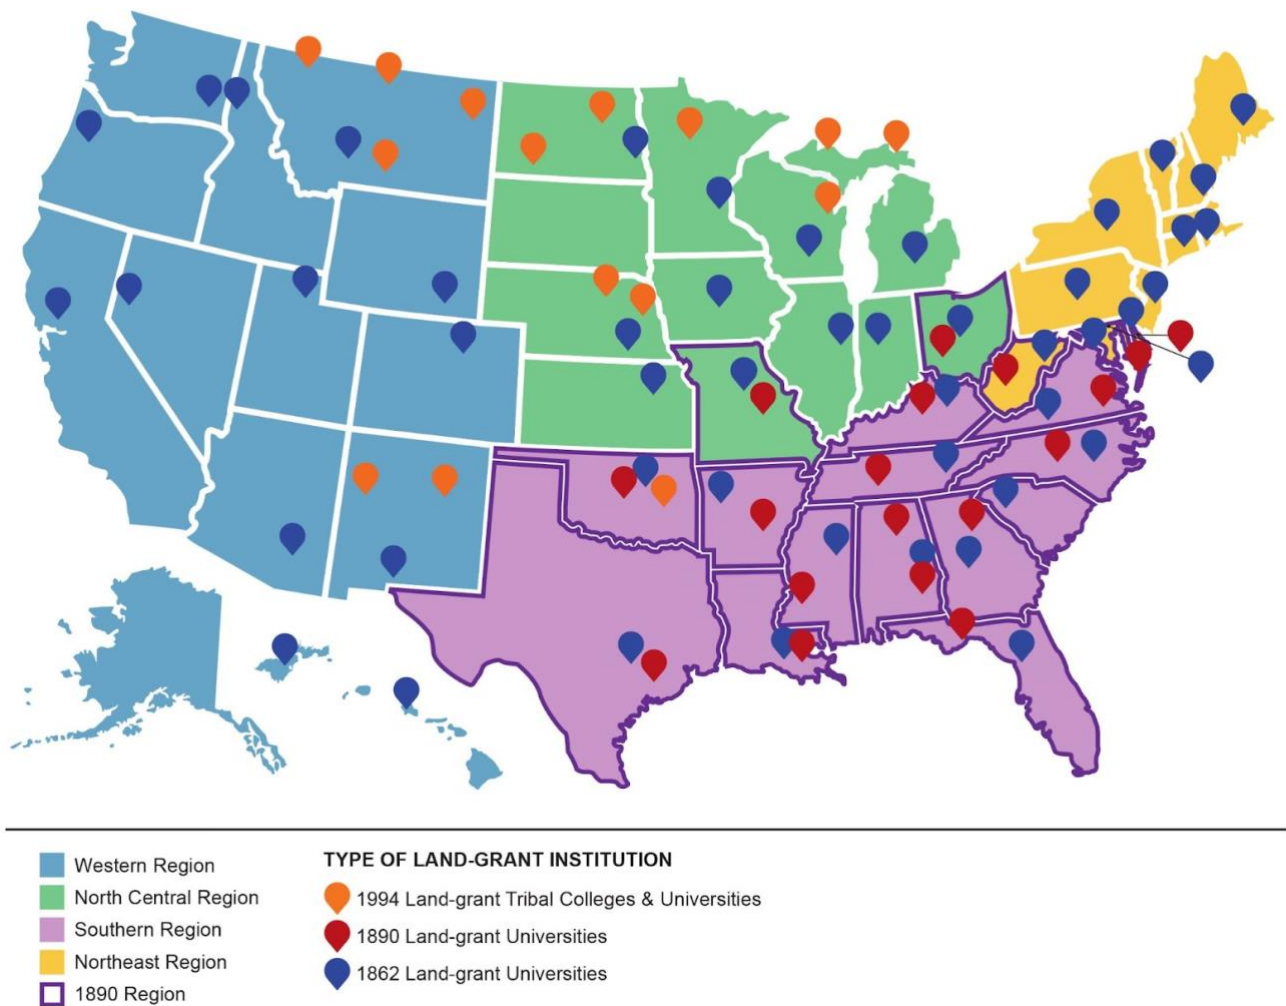 Western Region
North Central Region
Southern Region
Northeast Region
1890 Region
TYPE OF LAND-GRANT INSTITUTION
1994 Land-grant Tribal Colleges & Universities
1890 Land-grant Universities
1862 Land-grant Universities